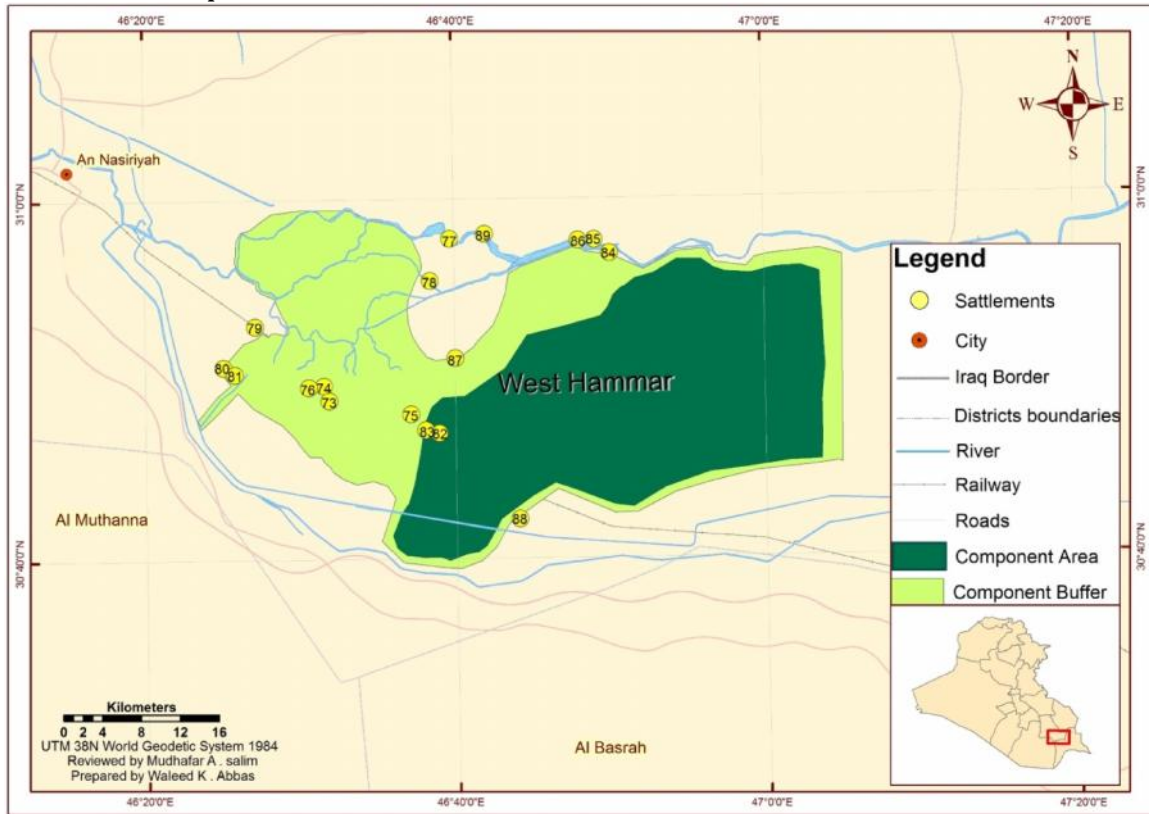 46°20'0"E
46°40'0"E
47°0'0"E
47°20'0"E
N
W
E
S
An Nasiriyah
31°0'0"N
31°0'0"N
77
89
86
85
84
78
79
87
80
81
76
74
73
75
83
82
88
West Hammar
Al Muthanna
30°40'0"N
30°40'0"N
Al Basrah
Legend
Sattlements
City
Iraq Border
Districts boundaries
River
Railway
Roads
Component Area
Component Buffer
Kilometers
0 2 4 8 12 16
UTM 38N World Geodetic System 1984
Reviewed by Mudhafar A . salim
Prepared by Waleed K . Abbas
46°20'0"E
46°40'0"E
47°0'0"E
47°20'0"E